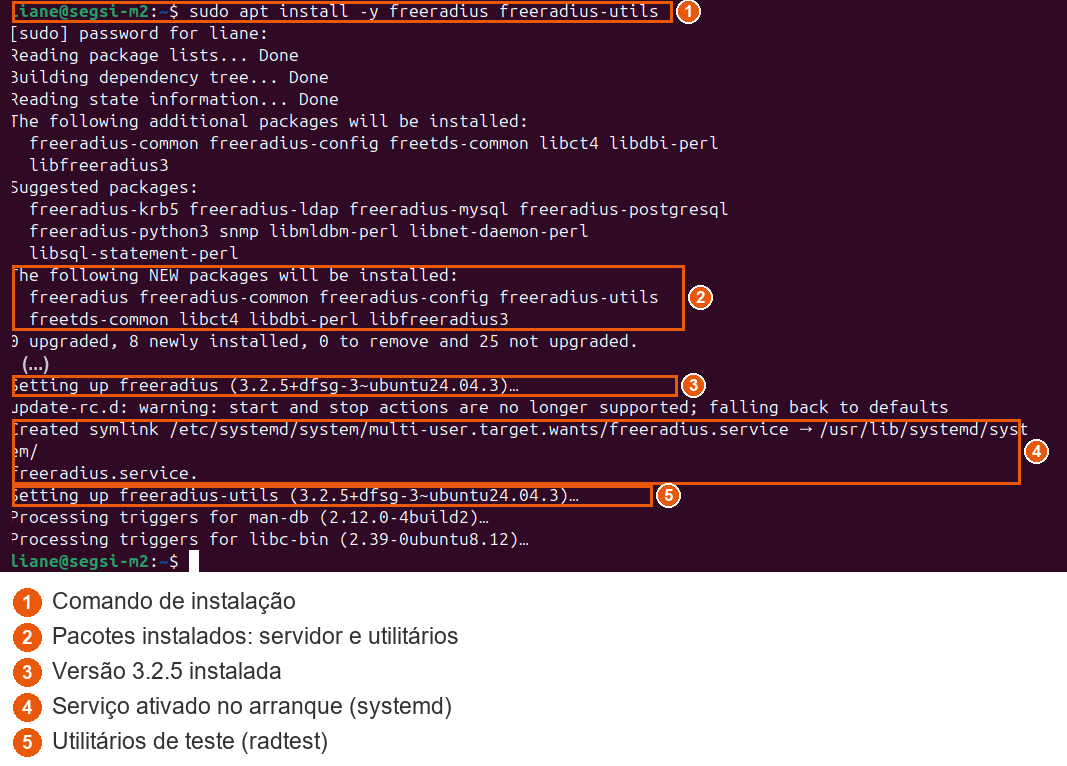 liane@segsi-m2:~$ sudo apt install -y freeradius freeradius-utils 1
[sudo] password for liane:
Reading package lists... Done
Building dependency tree... Done
Reading state information... Done
The following additional packages will be installed:
freeradius-common freeradius-config freetds-common libct4 libdbi-perl
libfreeradius3
Suggested packages:
freeradius-krb5 freeradius-ldap freeradius-mysql freeradius-postgresql
freeradius-python3 snmp libmldbm-perl libnet-daemon-perl
libsql-statement-perl
The following NEW packages will be installed:
freeradius freeradius-common freeradius-config freeradius-utils 2
freetds-common libct4 libdbi-perl libfreeradius3
0 upgraded, 8 newly installed, 0 to remove and 25 not upgraded.
(...)
Setting up freeradius (3.2.5+dfsg-3~ubuntu24.04.3)… 3
update-rc.d: warning: start and stop actions are no longer supported; falling back to defaults
Created symlink /etc/systemd/system/multi-user.target.wants/freeradius.service → /usr/lib/systemd/syst
em/ 4
freeradius.service.
Setting up freeradius-utils (3.2.5+dfsg-3~ubuntu24.04.3)… 5
Processing triggers for man-db (2.12.0-4build2)…
Processing triggers for libc-bin (2.39-0ubuntu8.12)…
liane@segsi-m2:~$
1 Comando de instalação
2 Pacotes instalados: servidor e utilitários
3 Versão 3.2.5 instalada
4 Serviço ativado no arranque (systemd)
5 Utilitários de teste (radtest)